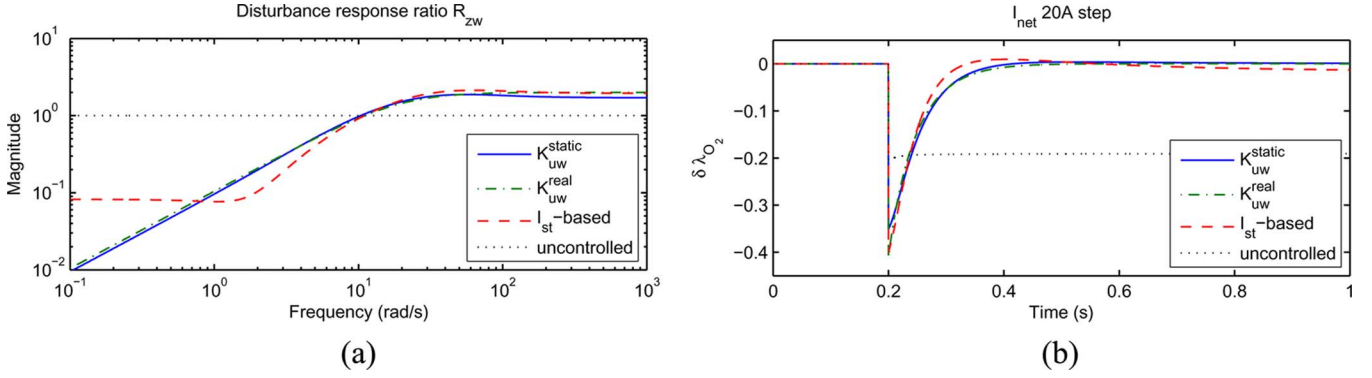 Disturbance response ratio R_zw
10^1
10^0
10^-1
10^-2
Magnitude
K_uw^static
K_uw^real
I_st-based
uncontrolled
10^-1
10^0
10^1
10^2
10^3
Frequency (rad/s)
(a)
I_net 20A step
0
-0.1
-0.2
-0.3
-0.4
δ λ_O_2
K_uw^static
K_uw^real
I_st-based
uncontrolled
0
0.2
0.4
0.6
0.8
1
Time (s)
(b)